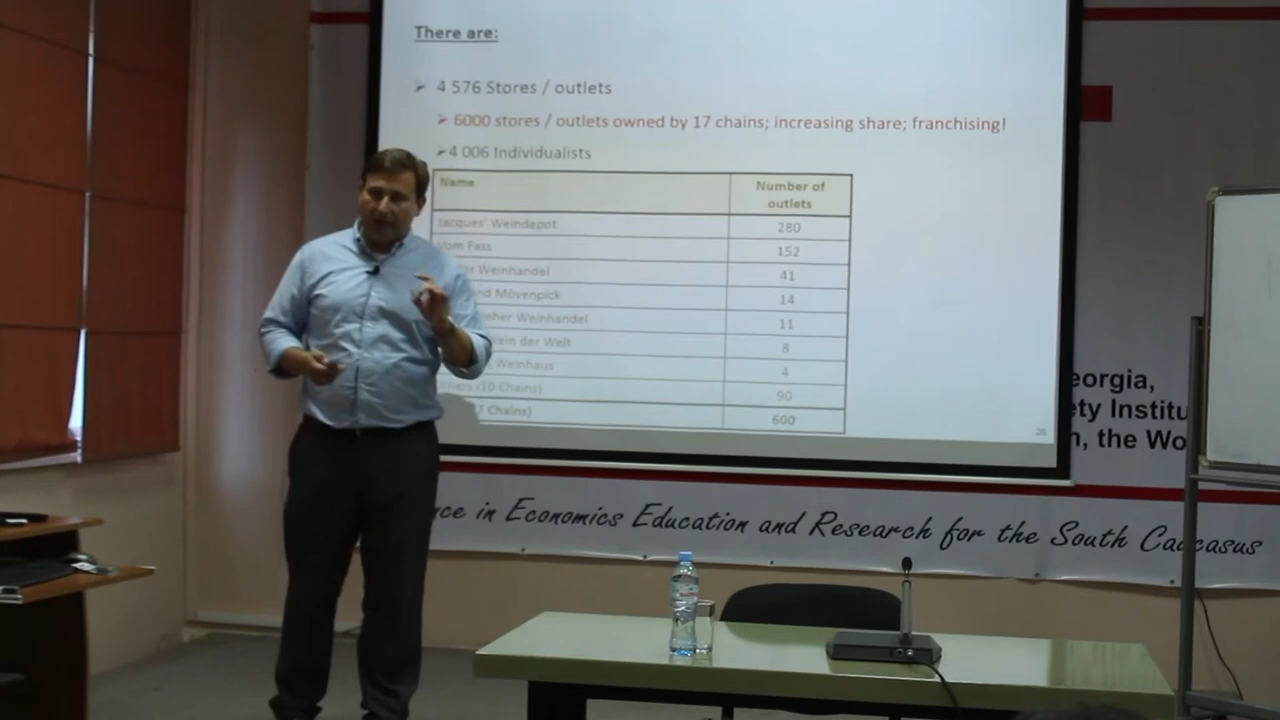 There are:
4 576 Stores / outlets
6000 stores / outlets owned by 17 chains; increasing share; franchising!
4 006 Individualists
Name Number of outlets
Jacques' Weindepot 280
Vom Fass 152
Weinhandel 41
Mövenpick 14
Weinhandel 11
der Welt 8
Weinhaus 4
(10 Chains) 90
Chains) 600
26
eorgia,
ety Institu
n, the Wo
nce in Economics Education and Research for the South Caucasus